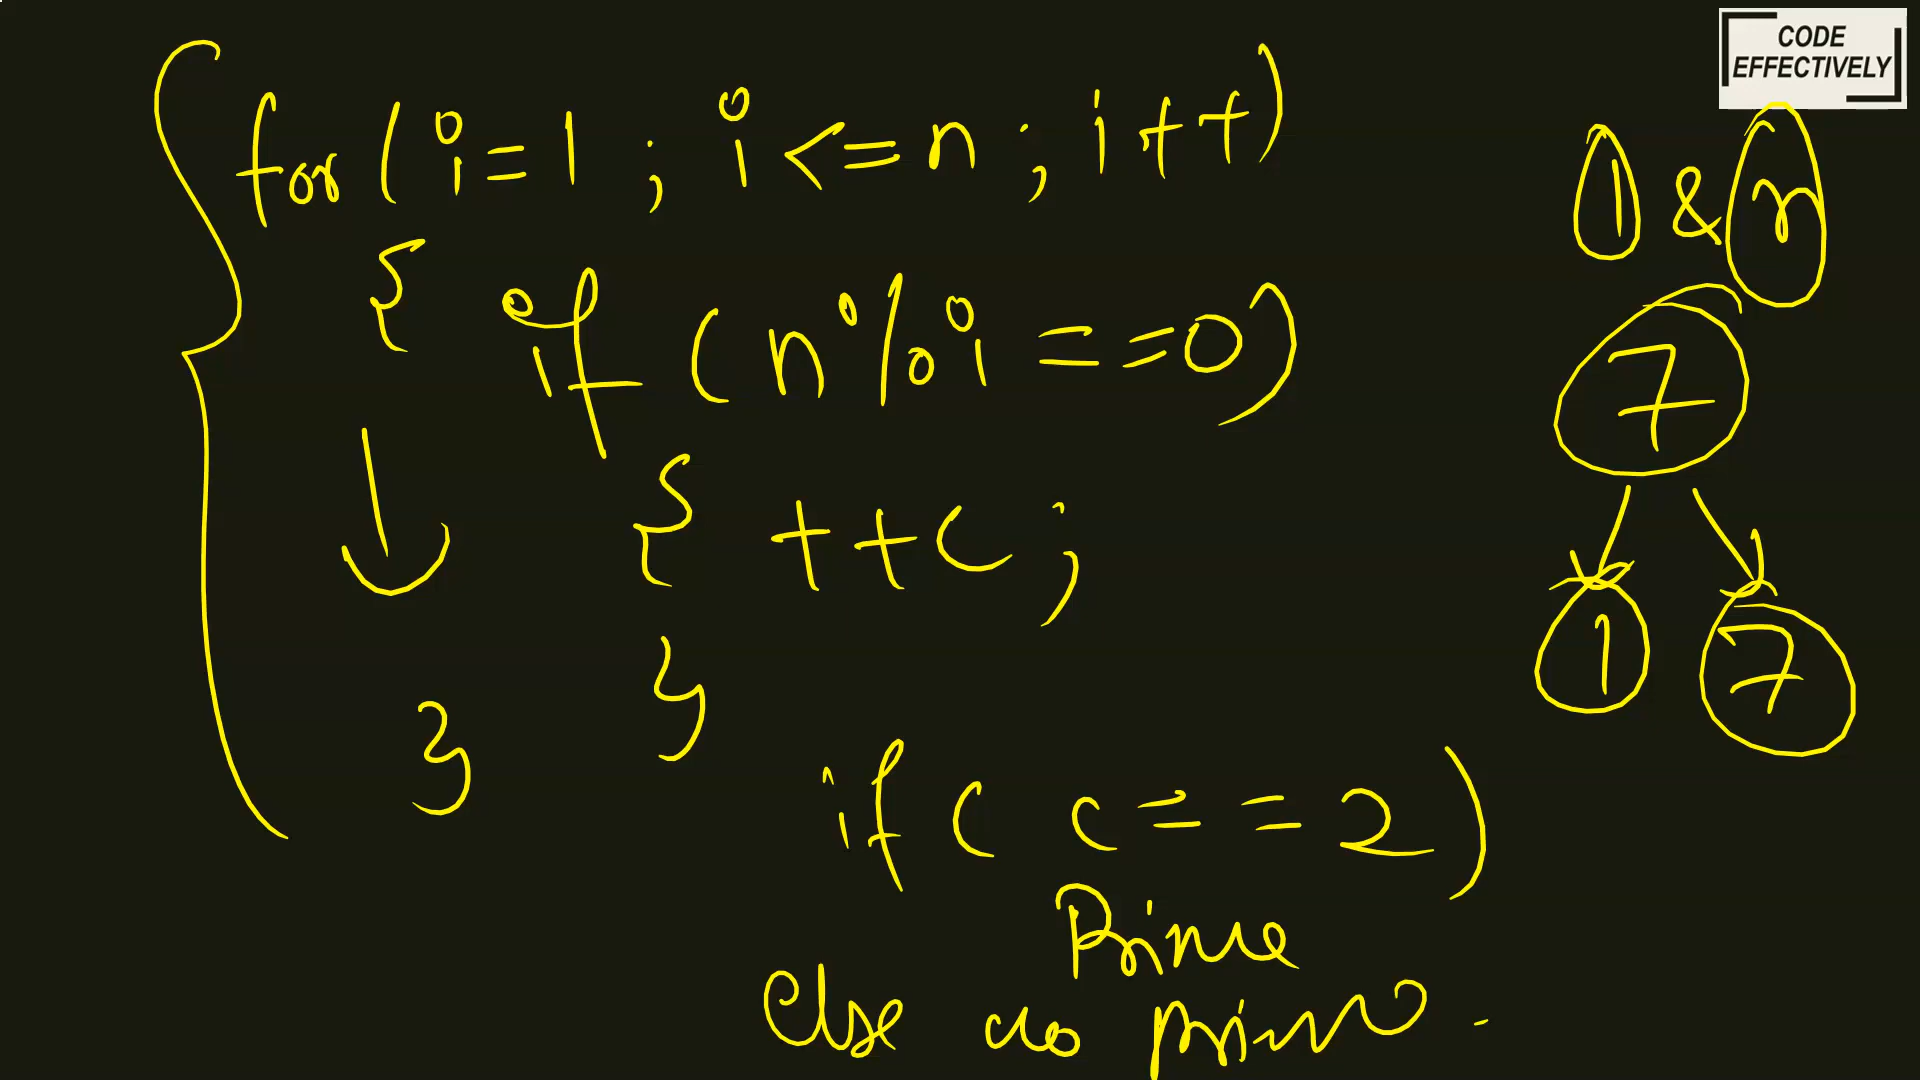 CODE
EFFECTIVELY
for ( i=1 ; i<=n ; i++)
{
if (n%i ==0)
{ ++c ;
}
}
if ( c==2)
Prime
else no prime.
1 & n
7
1 7